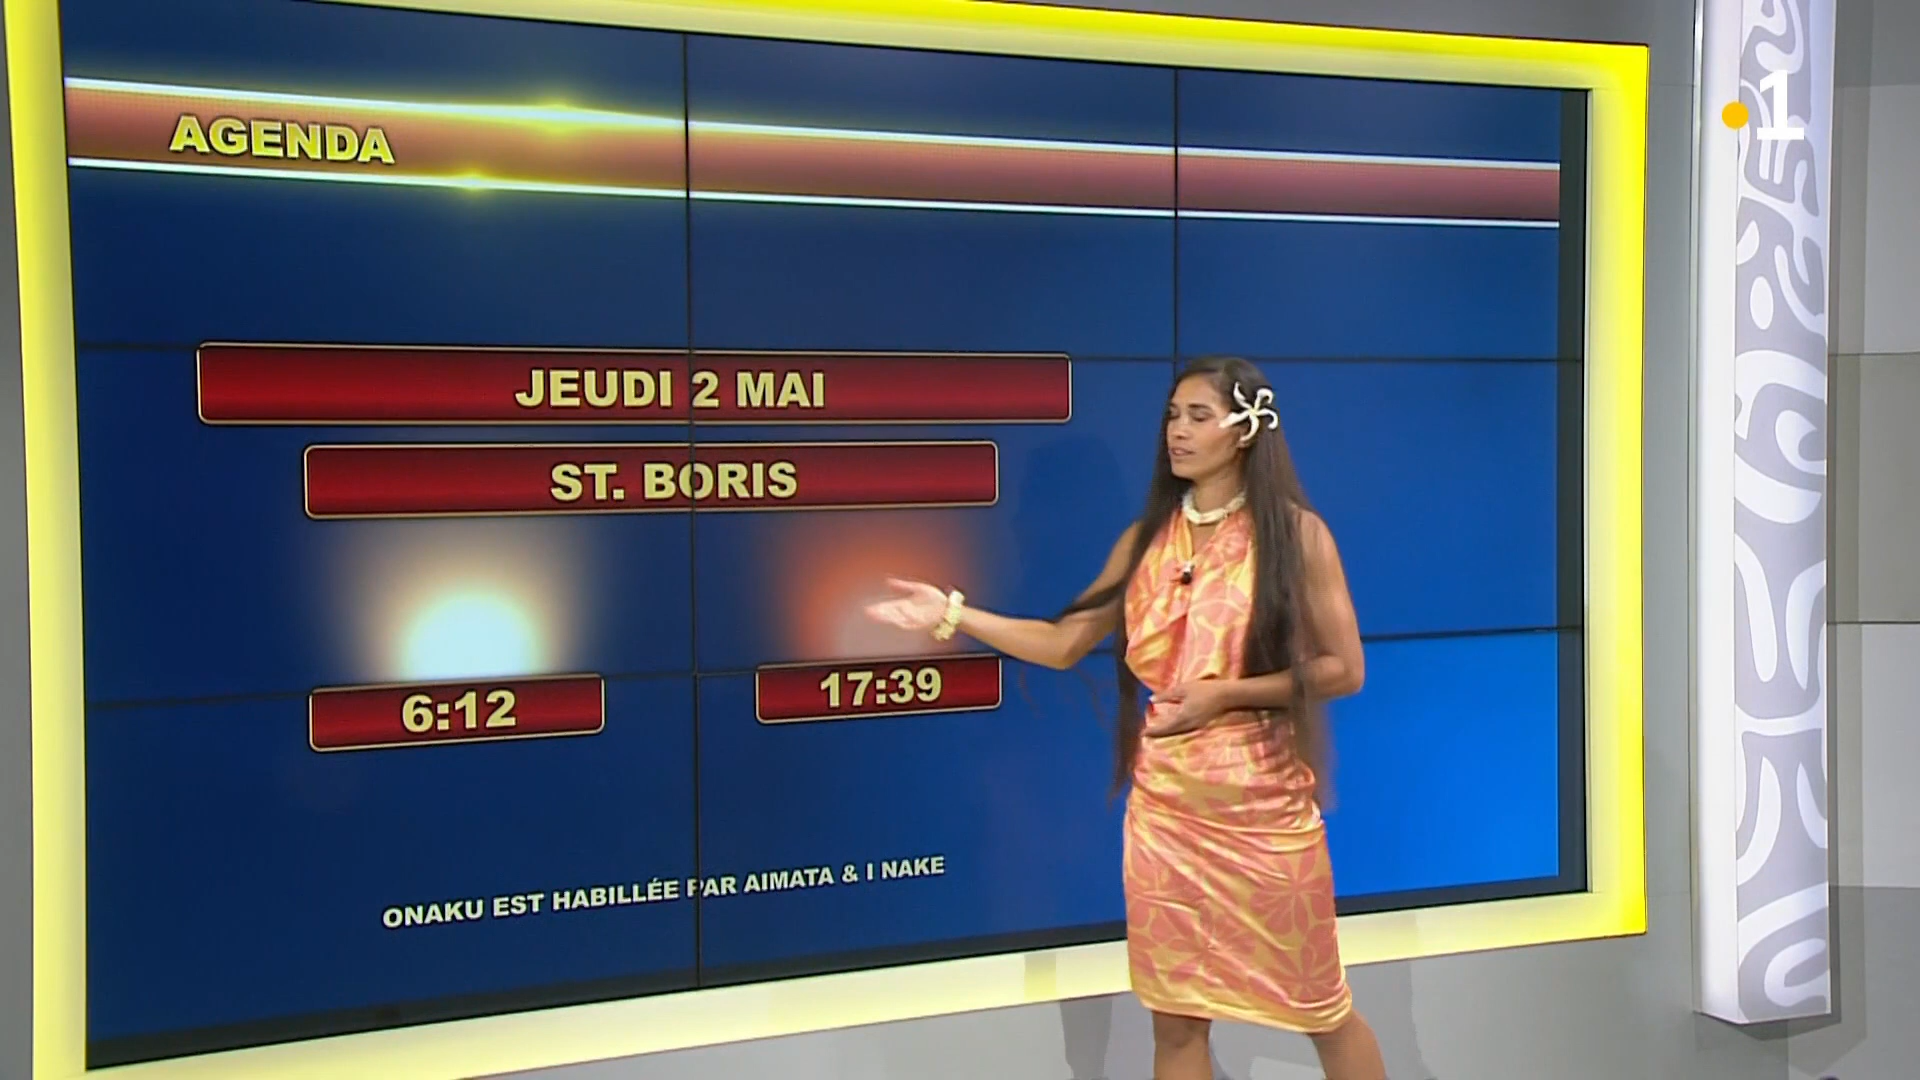 AGENDA
1
JEUDI 2 MAI
ST. BORIS
6:12
17:39
ONAKU EST HABILLÉE PAR AIMATA & I NAKE